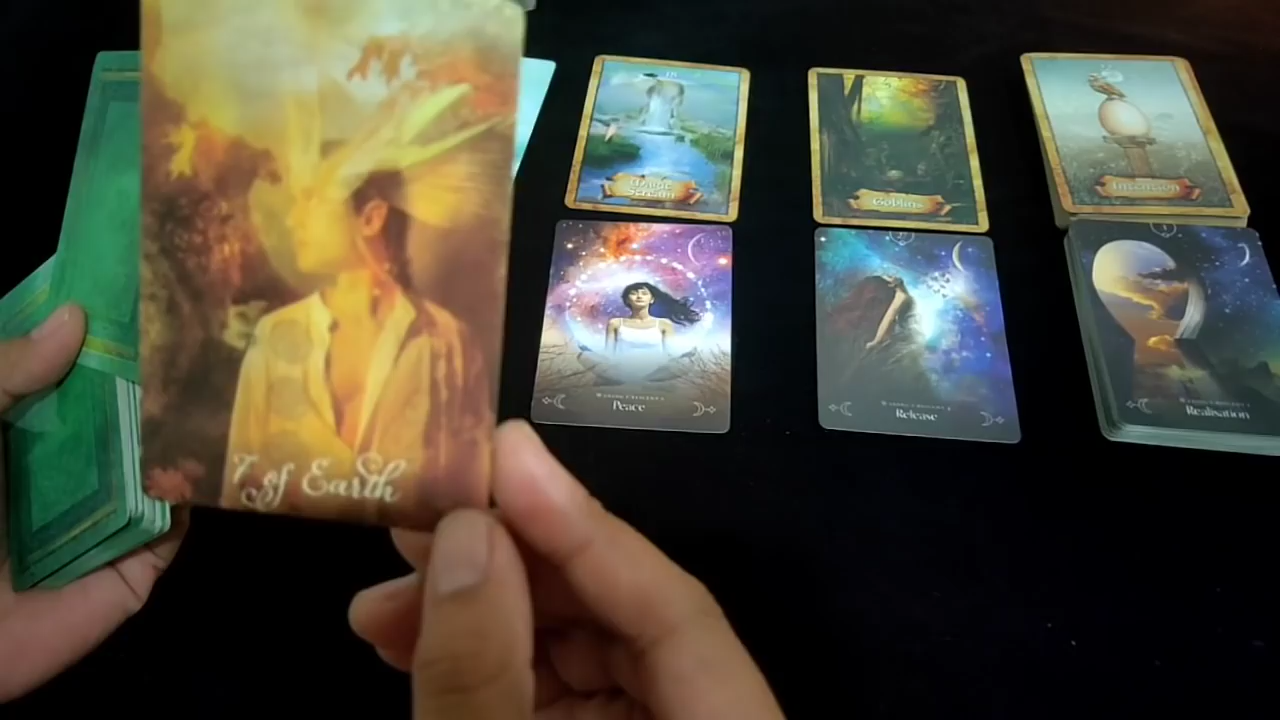 7 of Earth
Magic
Stream
Goblins
Intention
Peace
Release
Realisation